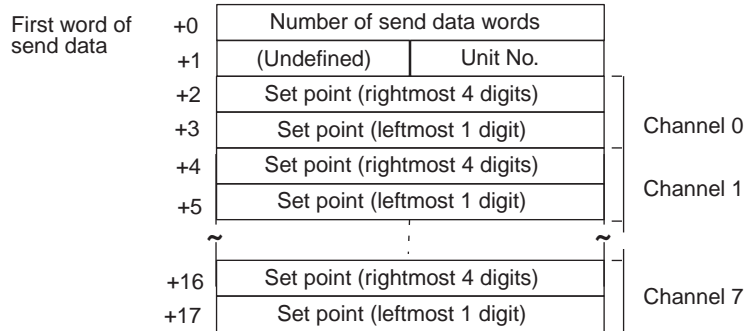 First word of
send data
+0 Number of send data words
+1 (Undefined) Unit No.
+2 Set point (rightmost 4 digits)
+3 Set point (leftmost 1 digit)
Channel 0
+4 Set point (rightmost 4 digits)
+5 Set point (leftmost 1 digit)
Channel 1
~ ~
+16 Set point (rightmost 4 digits)
+17 Set point (leftmost 1 digit)
Channel 7